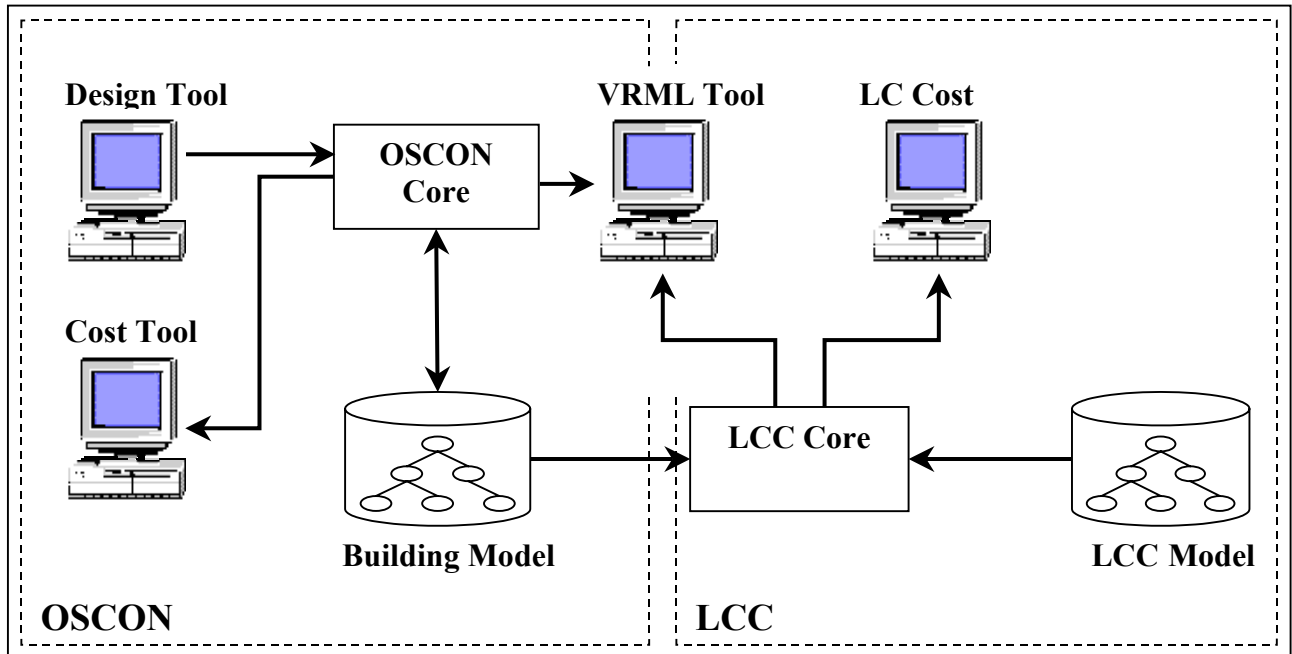 Design Tool
VRML Tool
LC Cost
OSCON
Core
Cost Tool
LCC Core
Building Model
LCC Model
OSCON
LCC